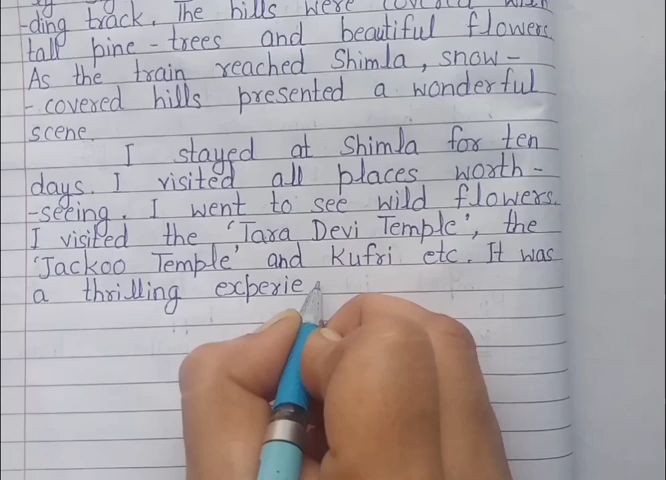 -ding track. The hills were covered with
tall pine-trees and beautiful flowers.
As the train reached Shimla, snow-
-covered hills presented a wonderful
scene.
I stayed at Shimla for ten
days. I visited all places worth-
-seeing. I went to see wild flowers.
I visited the 'Tara Devi Temple', the
'Jackoo Temple' and Kufri etc. It was
a thrilling experie